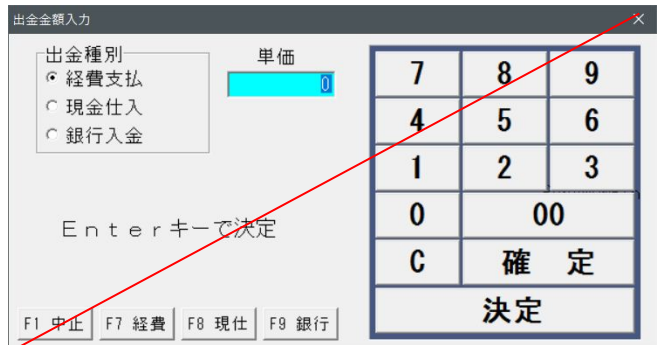 出金金額入力
出金種別
経費支払
現金仕入
銀行入金
単価
0
Enterキーで決定
F1 中止 F7 経費 F8 現仕 F9 銀行
7 8 9
4 5 6
1 2 3
0 00
C 確 定
決定